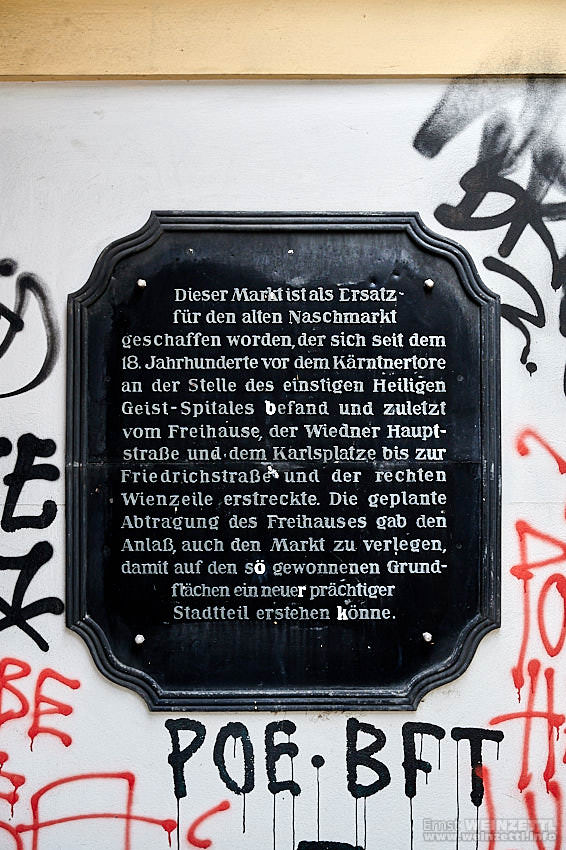 Dieser Markt ist als Ersatz
für den alten Naschmarkt
geschaffen worden, der sich seit dem
18. Jahrhunderte vor dem Kärntnertore
an der Stelle des einstigen Heiligen
Geist-Spitales befand und zuletzt
vom Freihause, der Wiedner Haupt-
straße und dem Karlsplatze bis zur
Friedrichstraße und der rechten
Wienzeile erstreckte. Die geplante
Abtragung des Freihauses gab den
Anlaß, auch den Markt zu verlegen,
damit auf den sö gewonnenen Grund-
flächen ein neuer prächtiger
Stadtteil erstehen könne.
POE·BFT
Ernst WEINZETTL
www.weinzettl.info